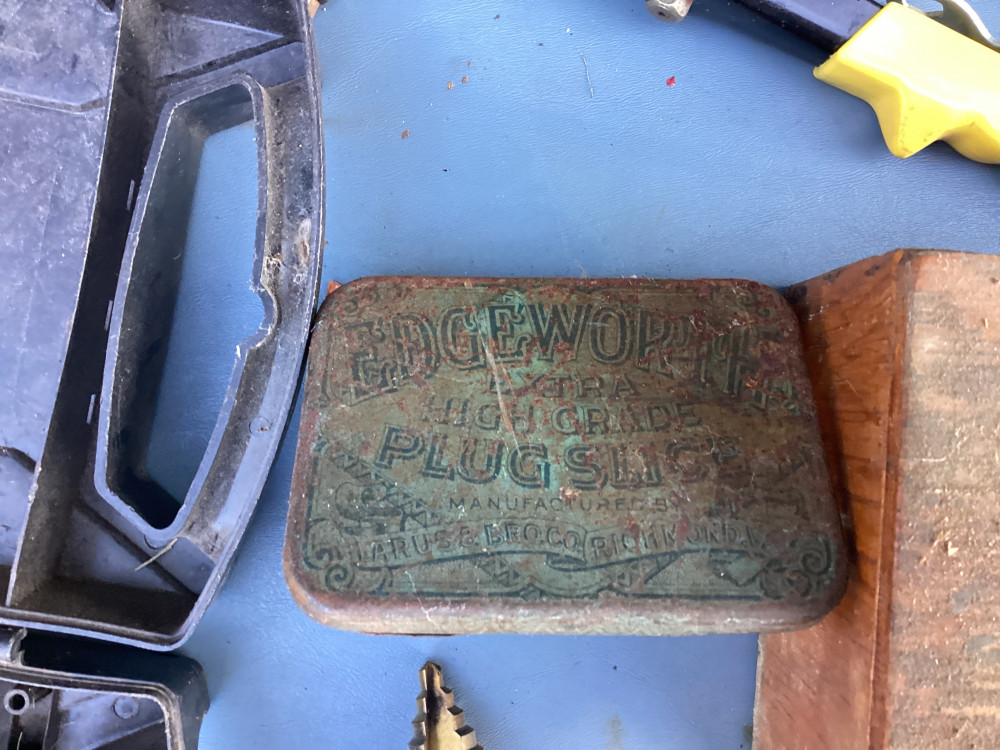 EDGEWORTH
EXTRA
HIGH GRADE
PLUG SLICE
MANUFACTURED BY
LARUS & BRO. CO. RICHMOND, VA.